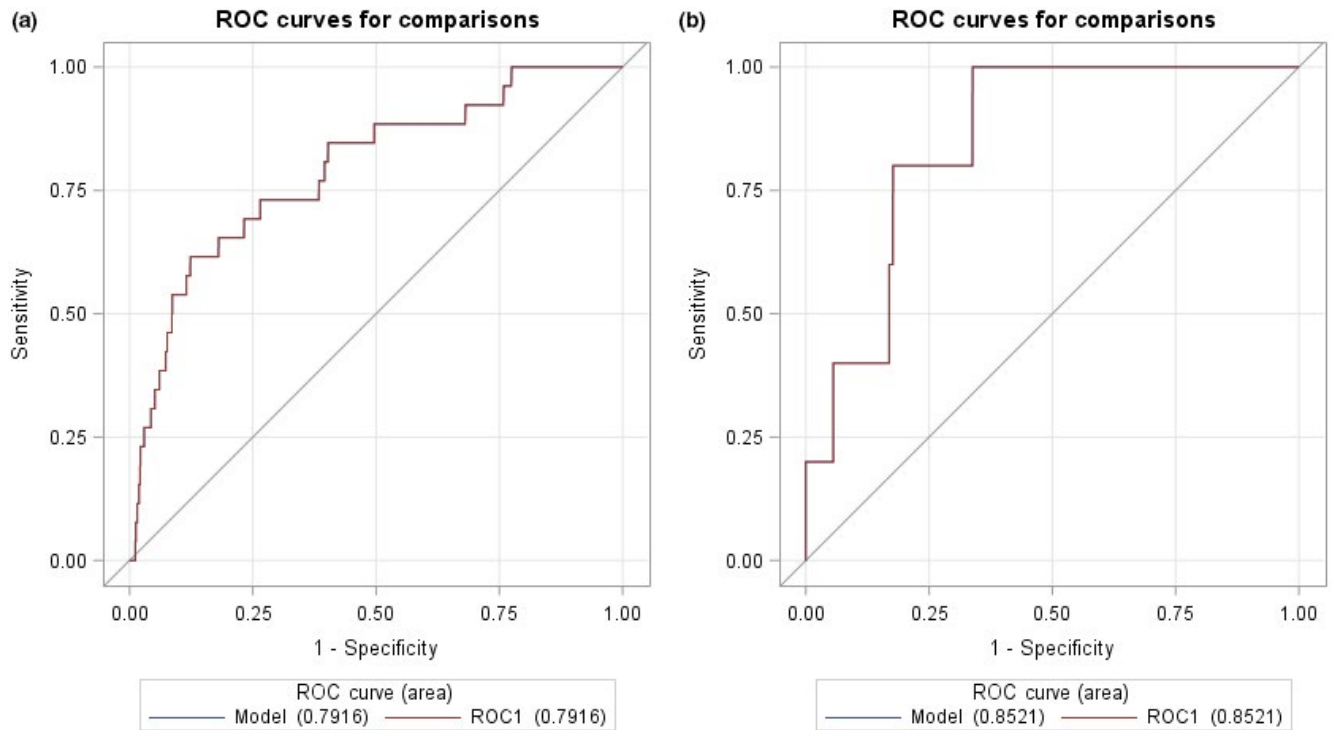 (a)
ROC curves for comparisons
1.00
0.75
0.50
0.25
0.00
Sensitivity
0.00 0.25 0.50 0.75 1.00
1 - Specificity
ROC curve (area)
Model (0.7916) ROC1 (0.7916)
(b)
ROC curves for comparisons
1.00
0.75
0.50
0.25
0.00
Sensitivity
0.00 0.25 0.50 0.75 1.00
1 - Specificity
ROC curve (area)
Model (0.8521) ROC1 (0.8521)